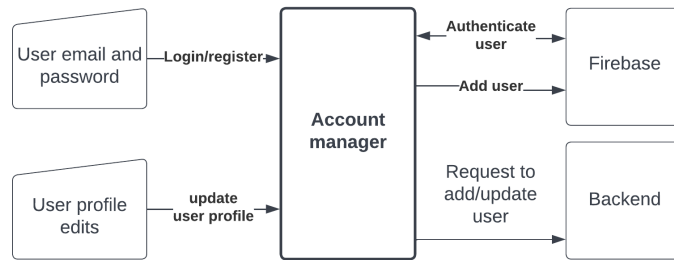 User email and
password
Login/register
Account
manager
Authenticate
user
Add user
Firebase
User profile
edits
update
user profile
Request to
add/update
user
Backend